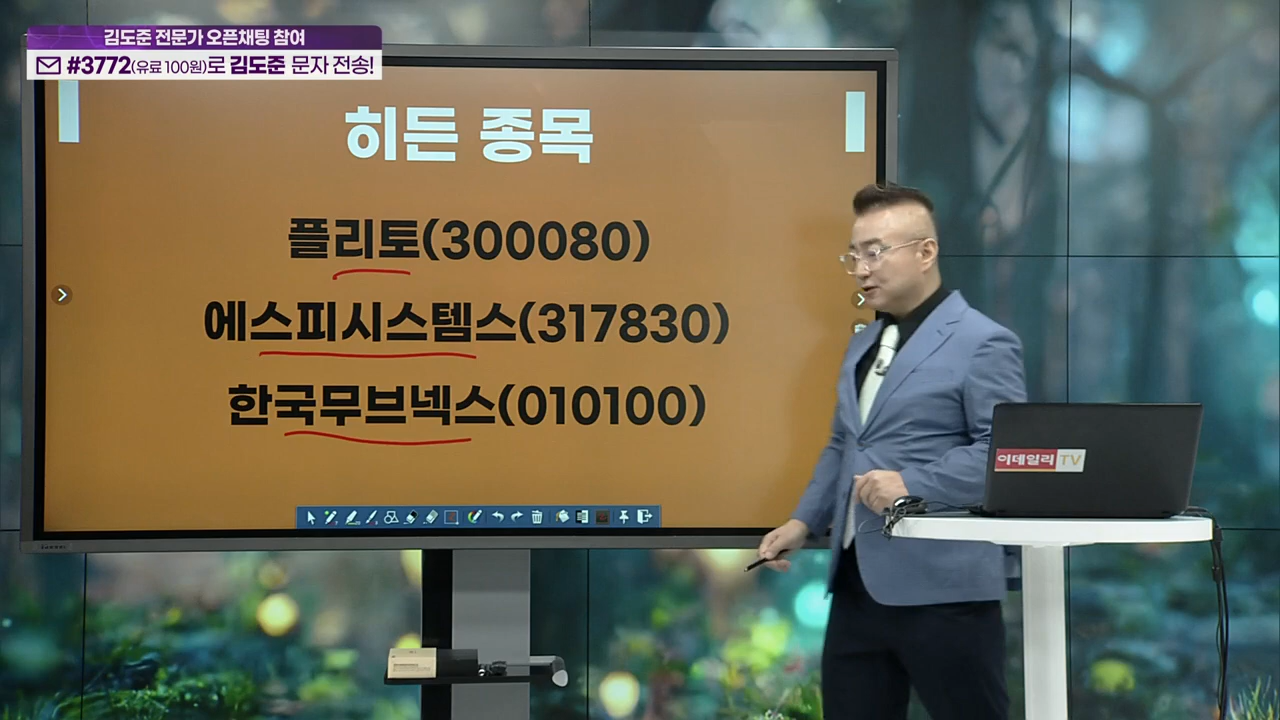 김도준 전문가 오픈채팅 참여
#3772(유료 100원)로 김도준 문자 전송!
히든 종목
플리토(300080)
에스피시스템스(317830)
한국무브넥스(010100)
이데일리TV